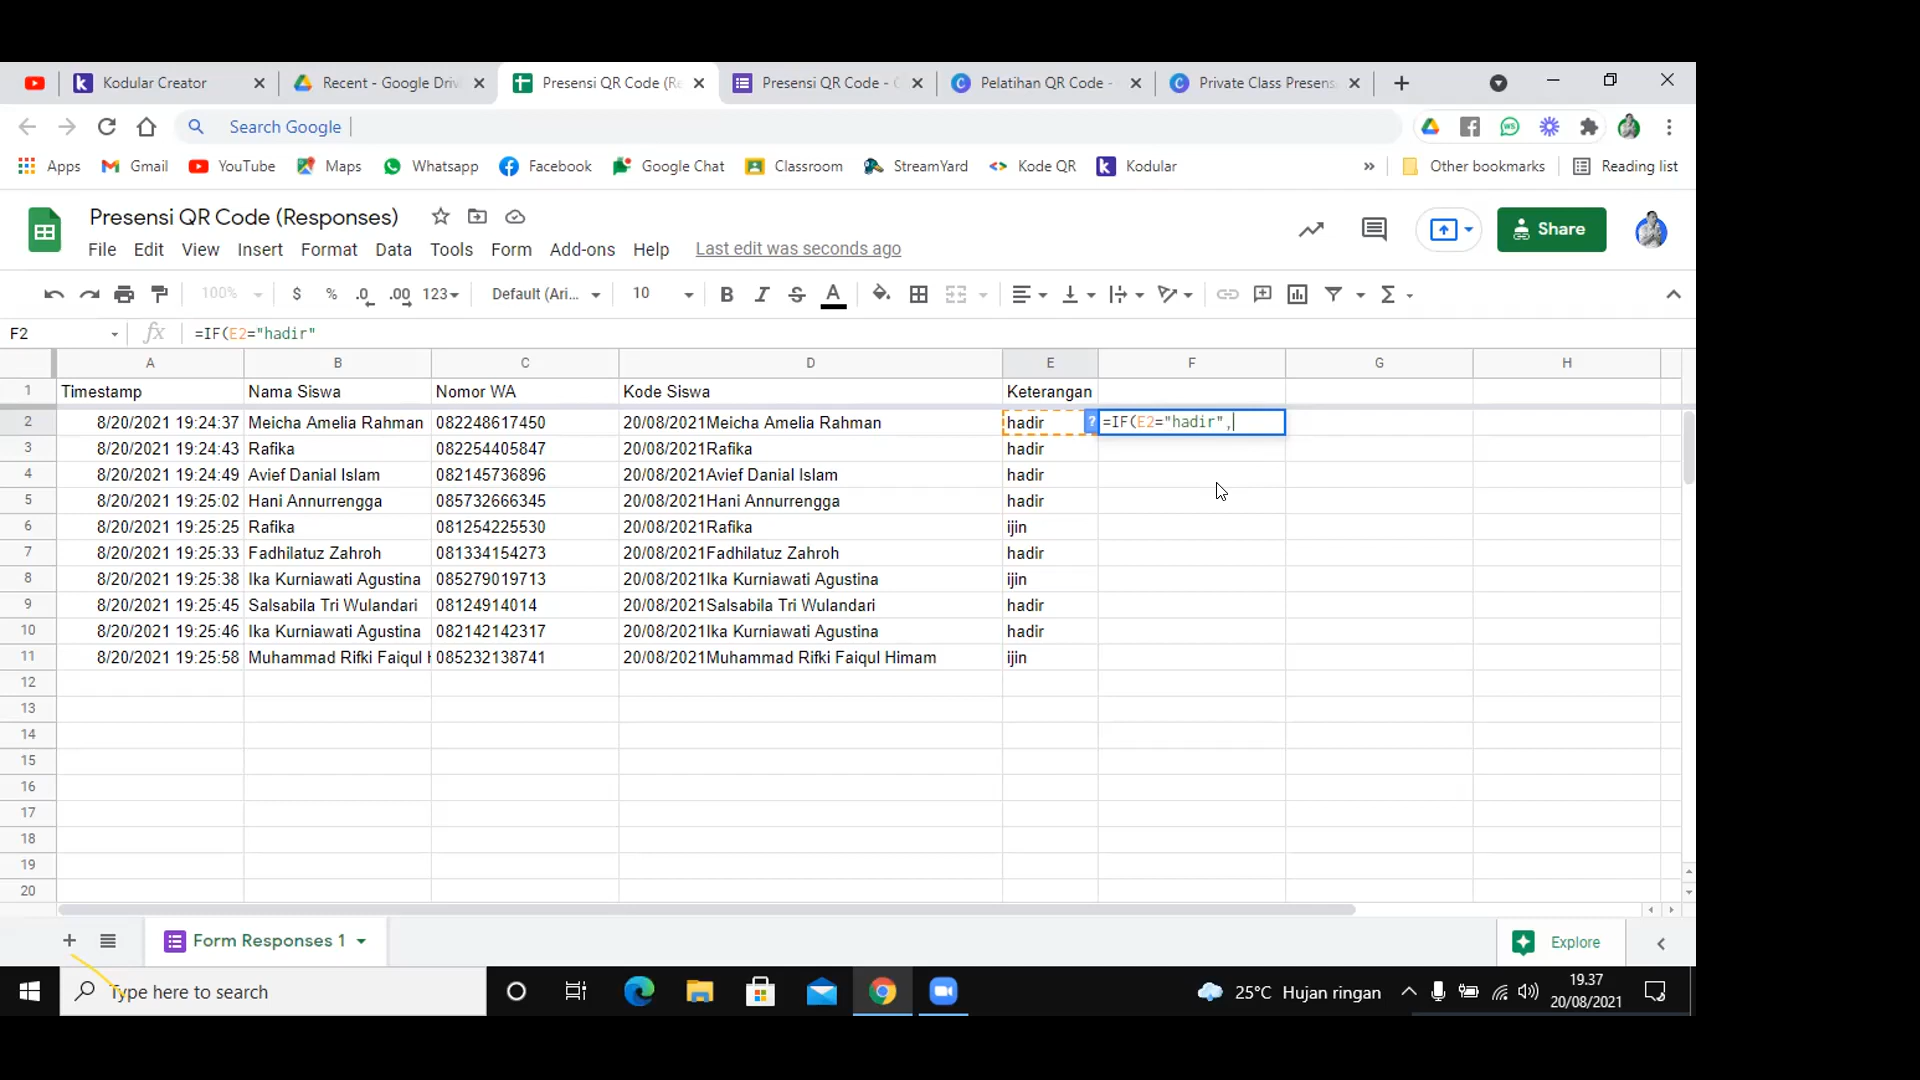 Kodular Creator
Recent - Google Driv
Presensi QR Code (Re
Presensi QR Code - G
Pelatihan QR Code -
Private Class Presens
Search Google
Apps
Gmail
YouTube
Maps
Whatsapp
Facebook
Google Chat
Classroom
StreamYard
Kode QR
Kodular
»
Other bookmarks
Reading list
Presensi QR Code (Responses)
Share
File Edit View Insert Format Data Tools Form Add-ons Help Last edit was seconds ago
100% $ % .0 .00 123 Default (Ari... 10 B I S A Σ
F2 fx =IF(E2="hadir"
A B C D E F G H
1 Timestamp Nama Siswa Nomor WA Kode Siswa Keterangan
2 8/20/2021 19:24:37 Meicha Amelia Rahman 082248617450 20/08/2021Meicha Amelia Rahman hadir ? =IF(E2="hadir",
3 8/20/2021 19:24:43 Rafika 082254405847 20/08/2021Rafika hadir
4 8/20/2021 19:24:49 Avief Danial Islam 082145736896 20/08/2021Avief Danial Islam hadir
5 8/20/2021 19:25:02 Hani Annurrengga 085732666345 20/08/2021Hani Annurrengga hadir
6 8/20/2021 19:25:25 Rafika 081254225530 20/08/2021Rafika ijin
7 8/20/2021 19:25:33 Fadhilatuz Zahroh 081334154273 20/08/2021Fadhilatuz Zahroh hadir
8 8/20/2021 19:25:38 Ika Kurniawati Agustina 085279019713 20/08/2021Ika Kurniawati Agustina ijin
9 8/20/2021 19:25:45 Salsabila Tri Wulandari 08124914014 20/08/2021Salsabila Tri Wulandari hadir
10 8/20/2021 19:25:46 Ika Kurniawati Agustina 082142142317 20/08/2021Ika Kurniawati Agustina hadir
11 8/20/2021 19:25:58 Muhammad Rifki Faiqul H 085232138741 20/08/2021Muhammad Rifki Faiqul Himam ijin
12
13
14
15
16
17
18
19
20
Form Responses 1
Explore
Type here to search
25°C Hujan ringan
19.37
20/08/2021